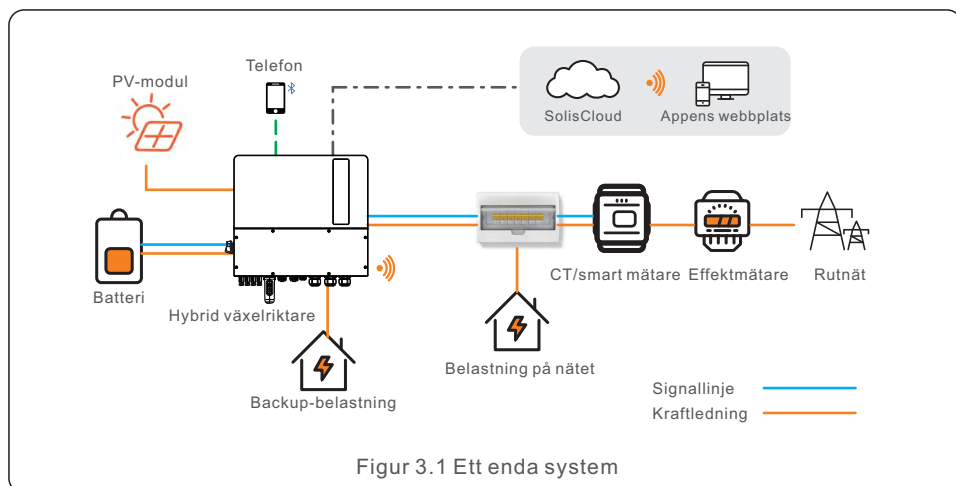 Telefon
PV-modul
SolisCloud
Appens webbplats
CT/smart mätare
Effektmätare
Rutnät
Batteri
Hybrid växelriktare
Belastning på nätet
Backup-belastning
Signallinje
Kraftledning
Figur 3.1 Ett enda system